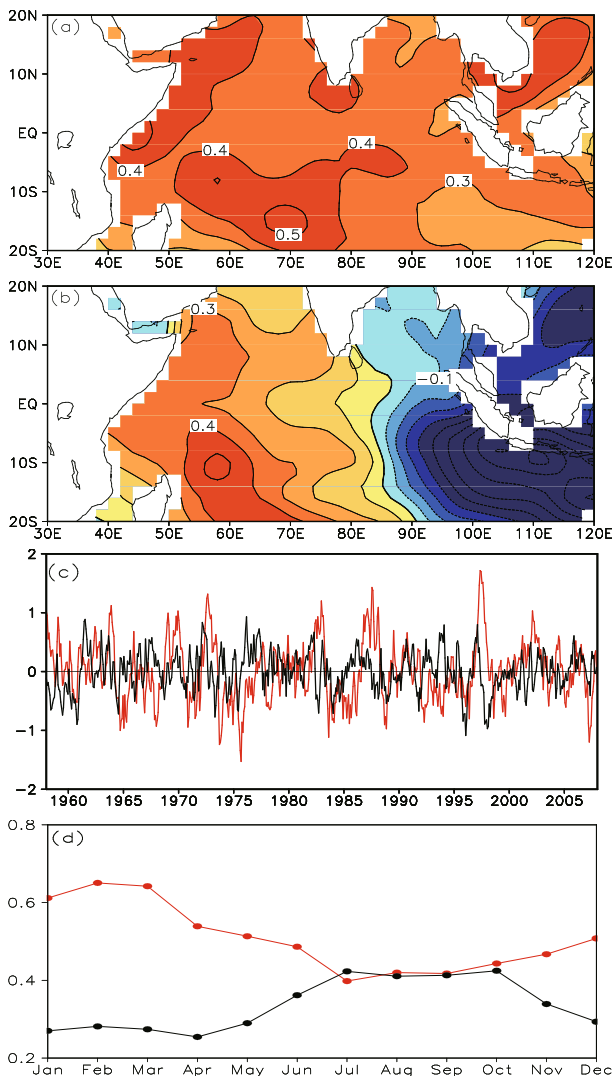 20N
(a)
10N
EQ
0.4
0.4
0.4
10S
0.3
0.5
20S
30E 40E 50E 60E 70E 80E 90E 100E 110E 120E
20N
(b)
0.3
10N
-0.1
EQ
0.4
10S
20S
30E 40E 50E 60E 70E 80E 90E 100E 110E 120E
2
(c)
1
0
-1
-2
1960 1965 1970 1975 1980 1985 1990 1995 2000 2005
0.8
(d)
0.6
0.4
0.2
Jan Feb Mar Apr May Jun Jul Aug Sep Oct Nov Dec